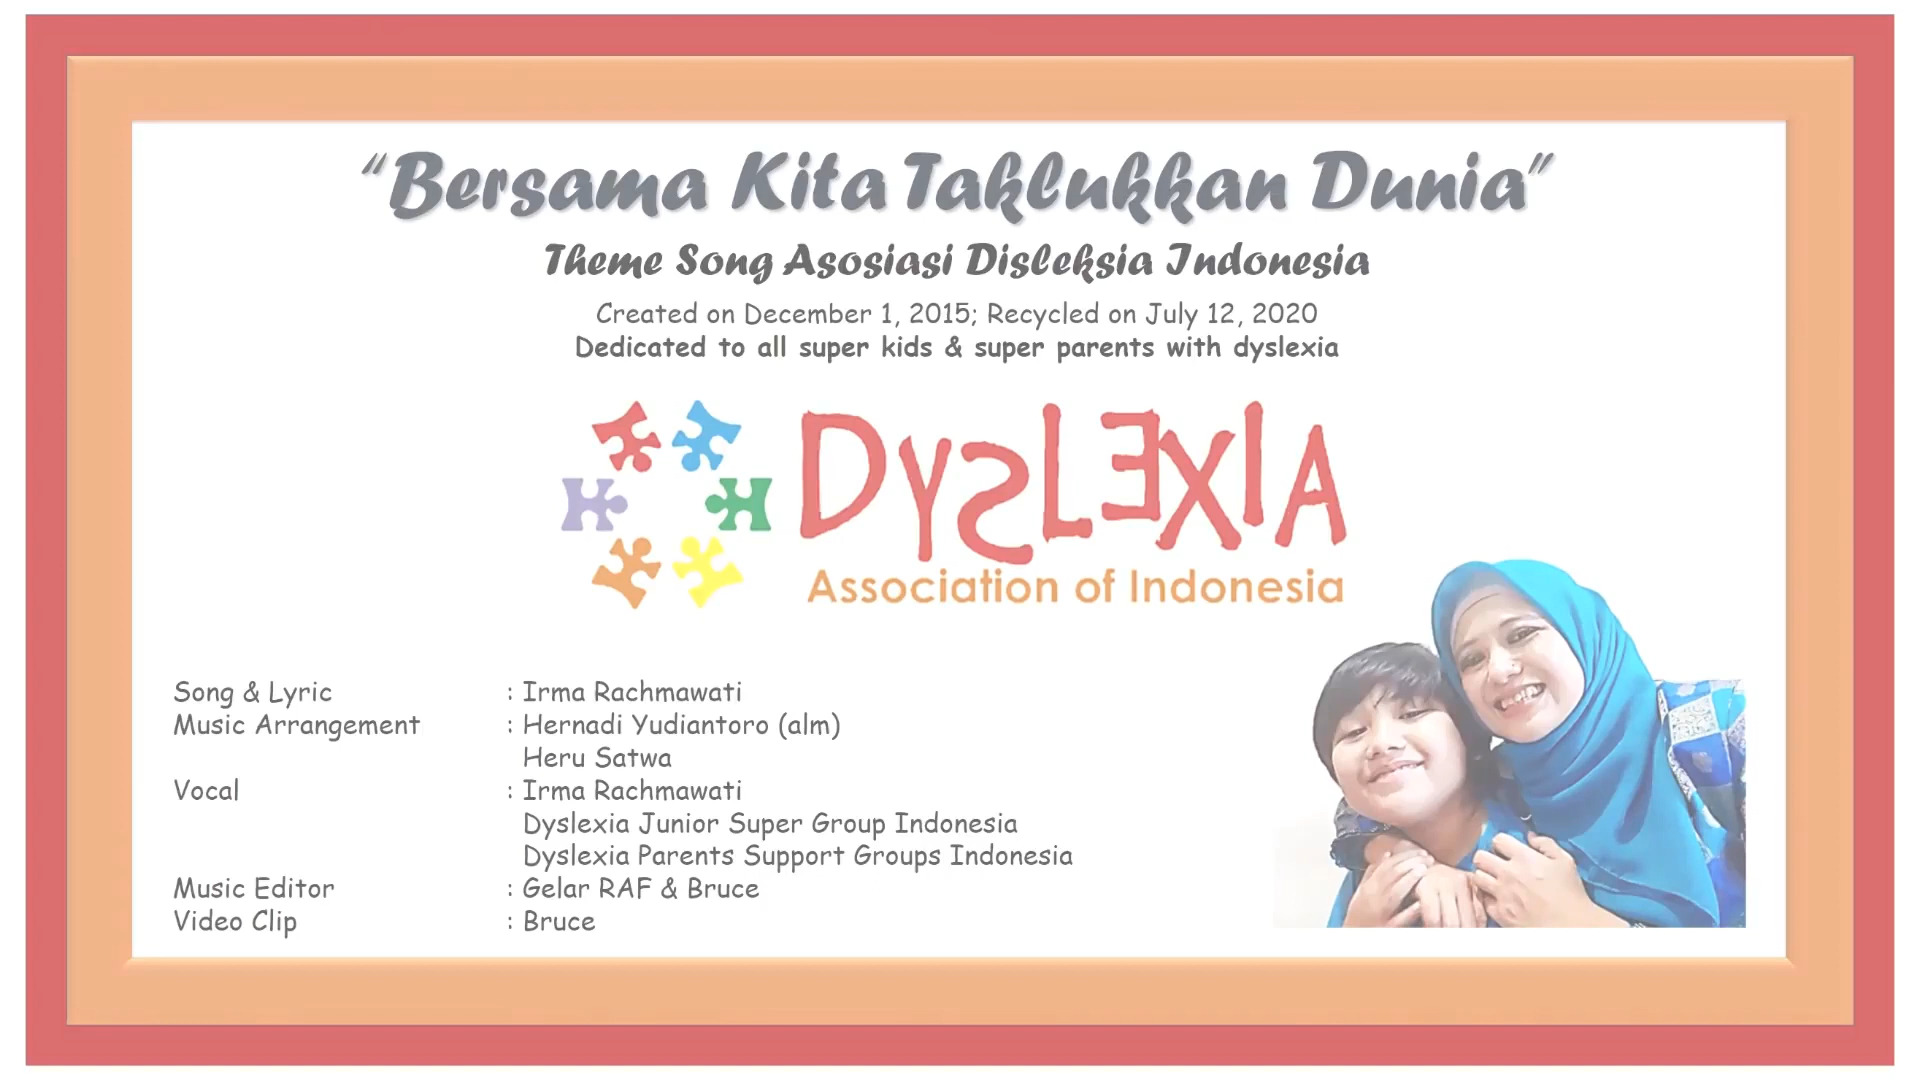 "Bersama Kita Taklukkan Dunia"
Theme Song Asosiasi Disleksia Indonesia
Created on December 1, 2015; Recycled on July 12, 2020
Dedicated to all super kids & super parents with dyslexia
DYSLEXIA
Association of Indonesia
Song & Lyric : Irma Rachmawati
Music Arrangement : Hernadi Yudiantoro (alm)
Heru Satwa
Vocal : Irma Rachmawati
Dyslexia Junior Super Group Indonesia
Dyslexia Parents Support Groups Indonesia
Music Editor : Gelar RAF & Bruce
Video Clip : Bruce